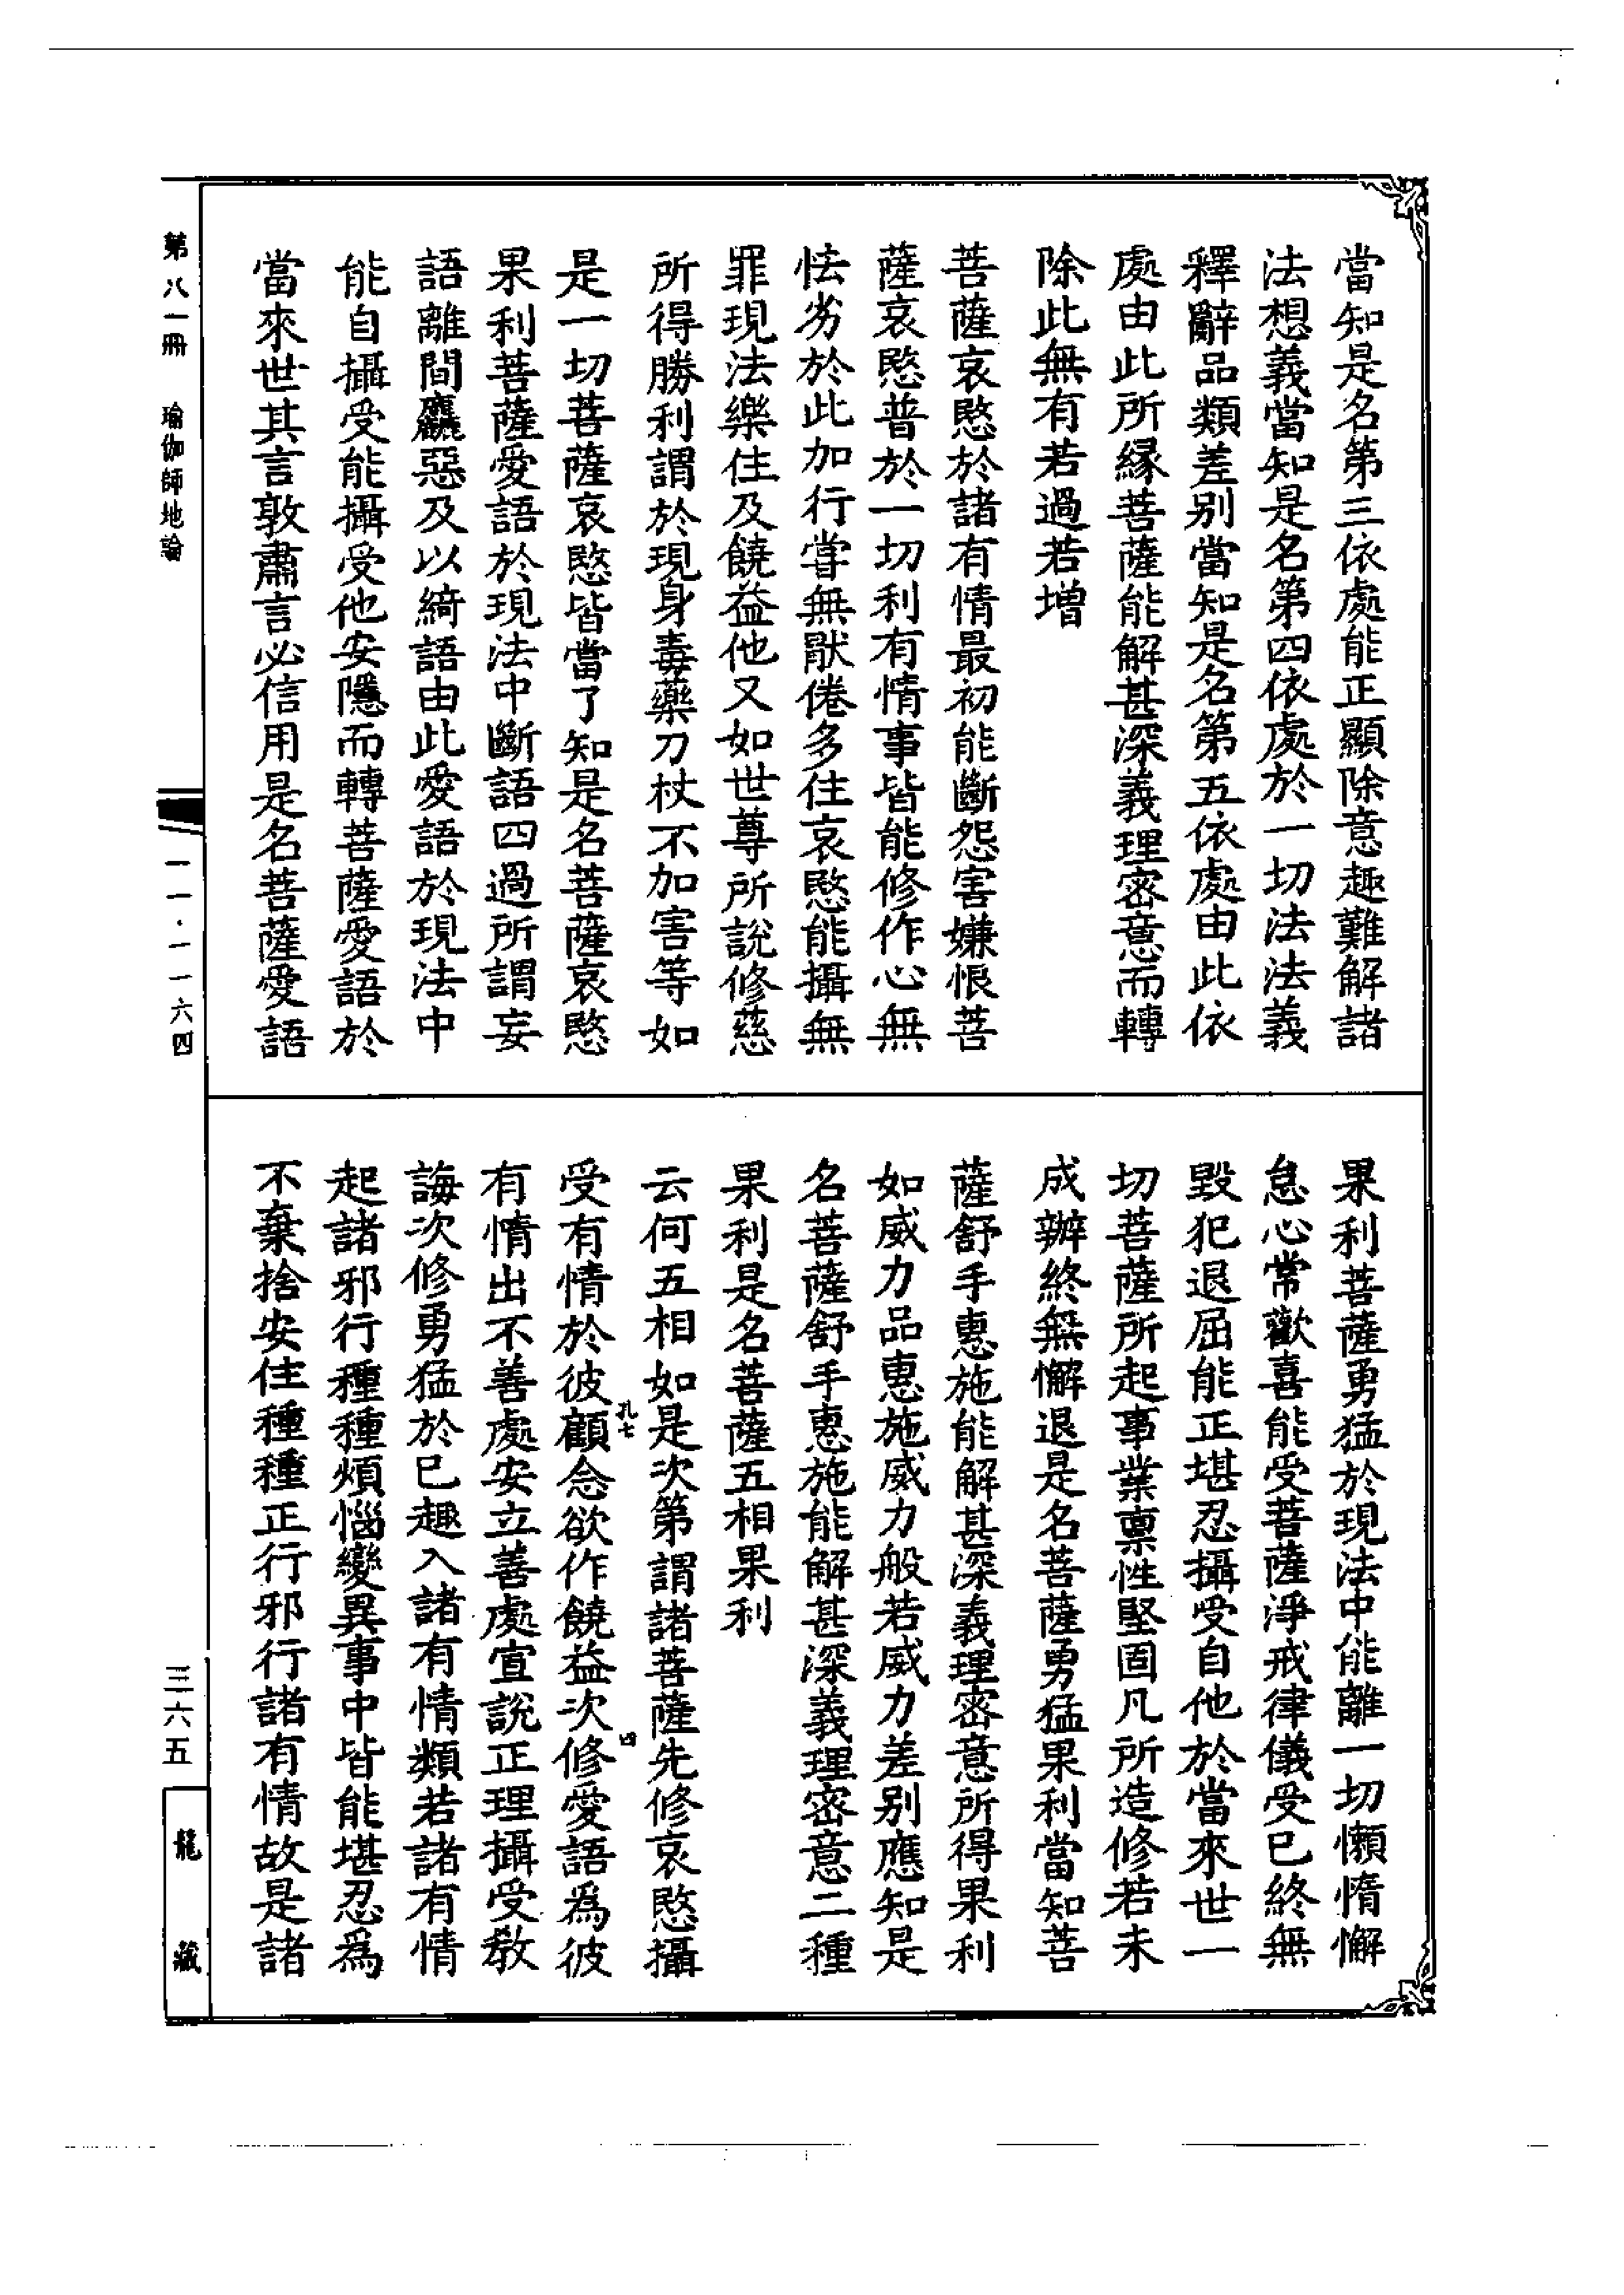 當知是名第三依處能正顯除意趣難解諸
法想義當知是名第四依處於一切法法義
釋辭品類差别當知是名第五依處由此依
處由此所縁菩薩能解甚深義理密意而轉
除此無有若過若增
菩薩哀愍於諸有情最初能斷怨害嫌恨菩
薩哀愍普於一切利有情事皆能修作心無
怯劣於此加行甞無猒倦多住哀愍能攝無
罪現法樂住及饒益他又如世尊所說修慈
所得勝利謂於現身毒藥刀杖不加害等如
是一切菩薩哀愍皆當了知是名菩薩哀愍
果利菩薩愛語於現法中斷語四過所謂妄
語離間麤惡及以綺語由此愛語於現法中
能自攝受能攝受他安隱而轉菩薩愛語於
當來世其言敦肅言必信用是名菩薩愛語
果利菩薩勇猛於現法中能離一切懶惰懈
怠心常歡喜能受菩薩淨戒律儀受已終無
毀犯退屈能正堪忍攝受自他於當來世一
切菩薩所起事業禀性堅固凡所造修若未
成辦終無懈退是名菩薩勇猛果利當知菩
薩舒手惠施能解甚深義理密意所得果利
如威力品惠施威力般若威力差别應知是
名菩薩舒手惠施能解甚深義理密意二種
果利是名菩薩五相果利
云何五相如是次第謂諸菩薩先修哀愍攝
孔七 四
受有情於彼顧念欲作饒益次修愛語爲彼
有情出不善處安立善處宣說正理攝受教
誨次修勇猛於已趣入諸有情類若諸有情
起諸邪行種種煩惱變異事中皆能堪忍爲
不棄捨安住種種正行邪行諸有情故是諸
第八一冊 瑜伽師地論
一一·一一六四
三六五
龍藏